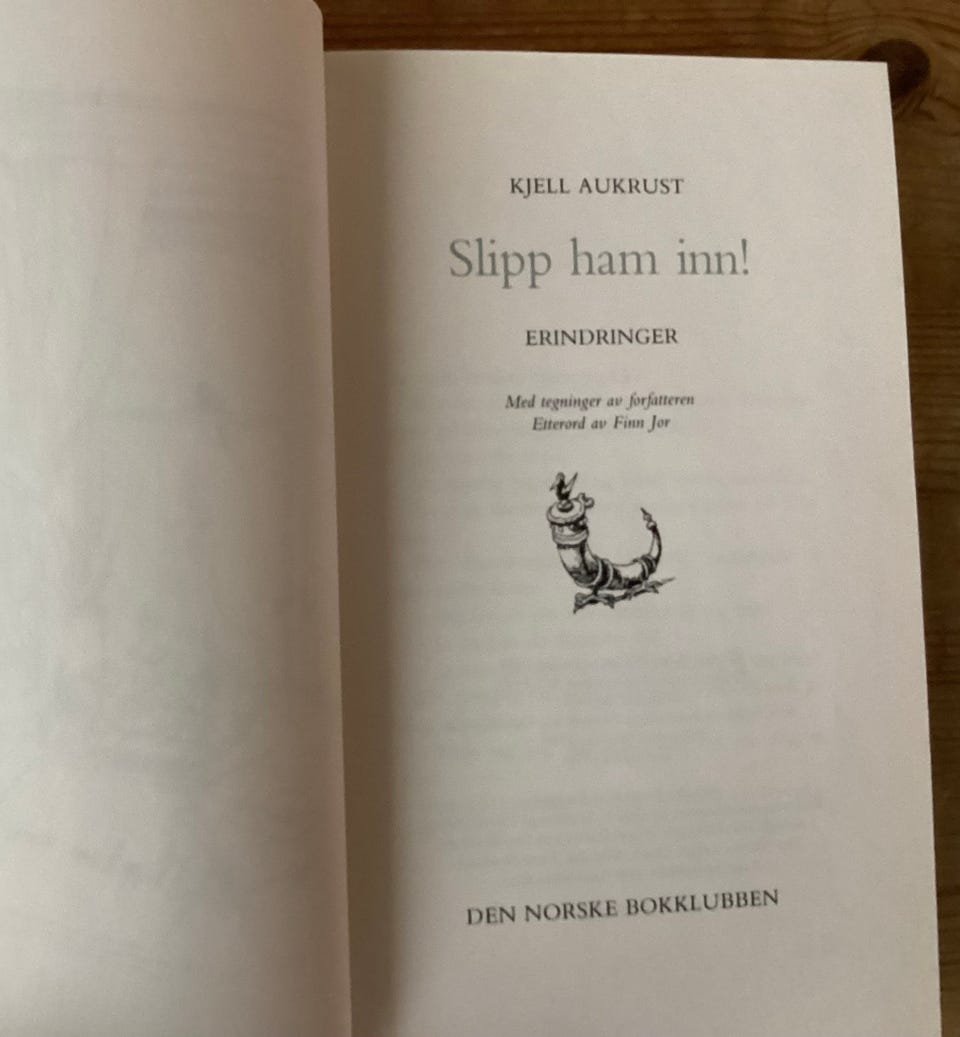 KJELL AUKRUST
Slipp ham inn!
ERINDRINGER
Med tegninger av forfatteren
Etterord av Finn Jor
DEN NORSKE BOKKLUBBEN